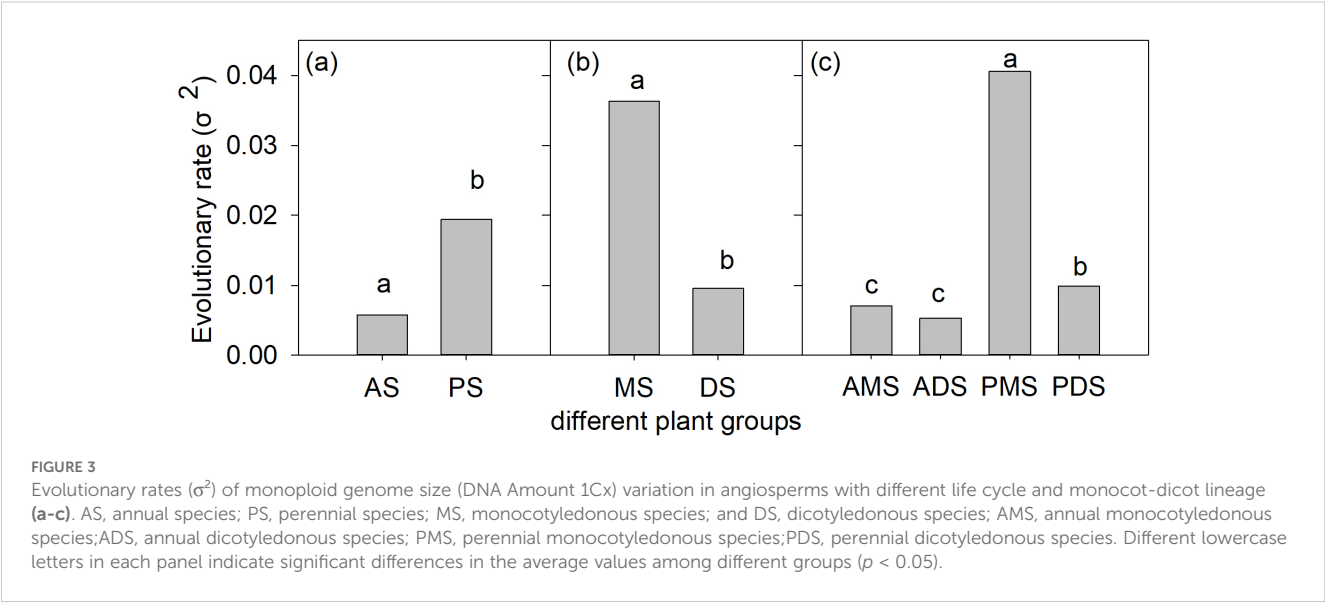 (a)
(b)
(c)
Evolutionary rate (σ 2)
0.04
0.03
0.02
0.01
0.00
a
b
a
b
c
c
a
b
AS
PS
MS
DS
AMS
ADS
PMS
PDS
different plant groups
FIGURE 3
Evolutionary rates (σ2) of monoploid genome size (DNA Amount 1Cx) variation in angiosperms with different life cycle and monocot-dicot lineage
(a-c). AS, annual species; PS, perennial species; MS, monocotyledonous species; and DS, dicotyledonous species; AMS, annual monocotyledonous
species;ADS, annual dicotyledonous species; PMS, perennial monocotyledonous species;PDS, perennial dicotyledonous species. Different lowercase
letters in each panel indicate significant differences in the average values among different groups (p < 0.05).